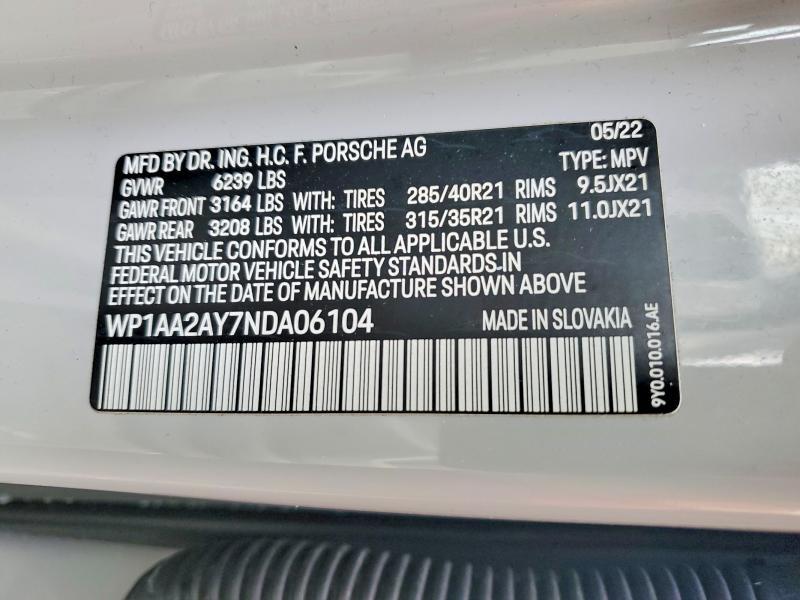 05/22
MFD BY DR. ING. H.C. F. PORSCHE AG
TYPE: MPV
GVWR 6239 LBS
GAWR FRONT 3164 LBS WITH: TIRES 285/40R21 RIMS 9.5JX21
GAWR REAR 3208 LBS WITH: TIRES 315/35R21 RIMS 11.0JX21
THIS VEHICLE CONFORMS TO ALL APPLICABLE U.S.
FEDERAL MOTOR VEHICLE SAFETY STANDARDS.IN
EFFECT ON THE DATE OF MANUFACTURE SHOWN ABOVE
WP1AA2AY7NDA06104 MADE IN SLOVAKIA
9Y0.010.016.AE